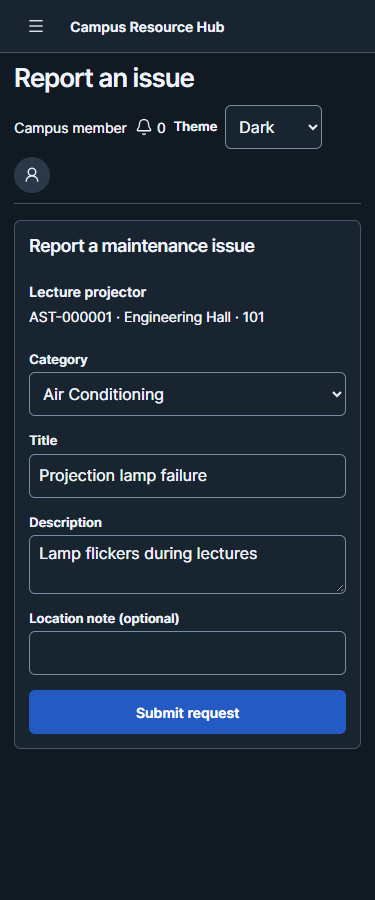 Campus Resource Hub
Report an issue
Campus member 0 Theme Dark
Report a maintenance issue
Lecture projector
AST-000001 · Engineering Hall · 101
Category
Air Conditioning
Title
Projection lamp failure
Description
Lamp flickers during lectures
Location note (optional)
Submit request